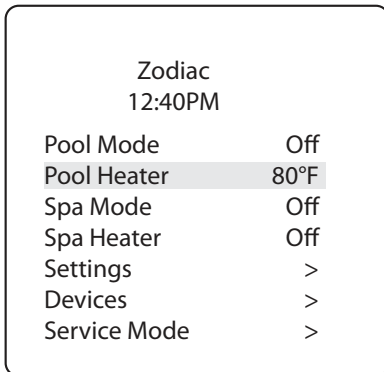 Zodiac
12:40PM
Pool Mode Off
Pool Heater 80°F
Spa Mode Off
Spa Heater Off
Settings >
Devices >
Service Mode >